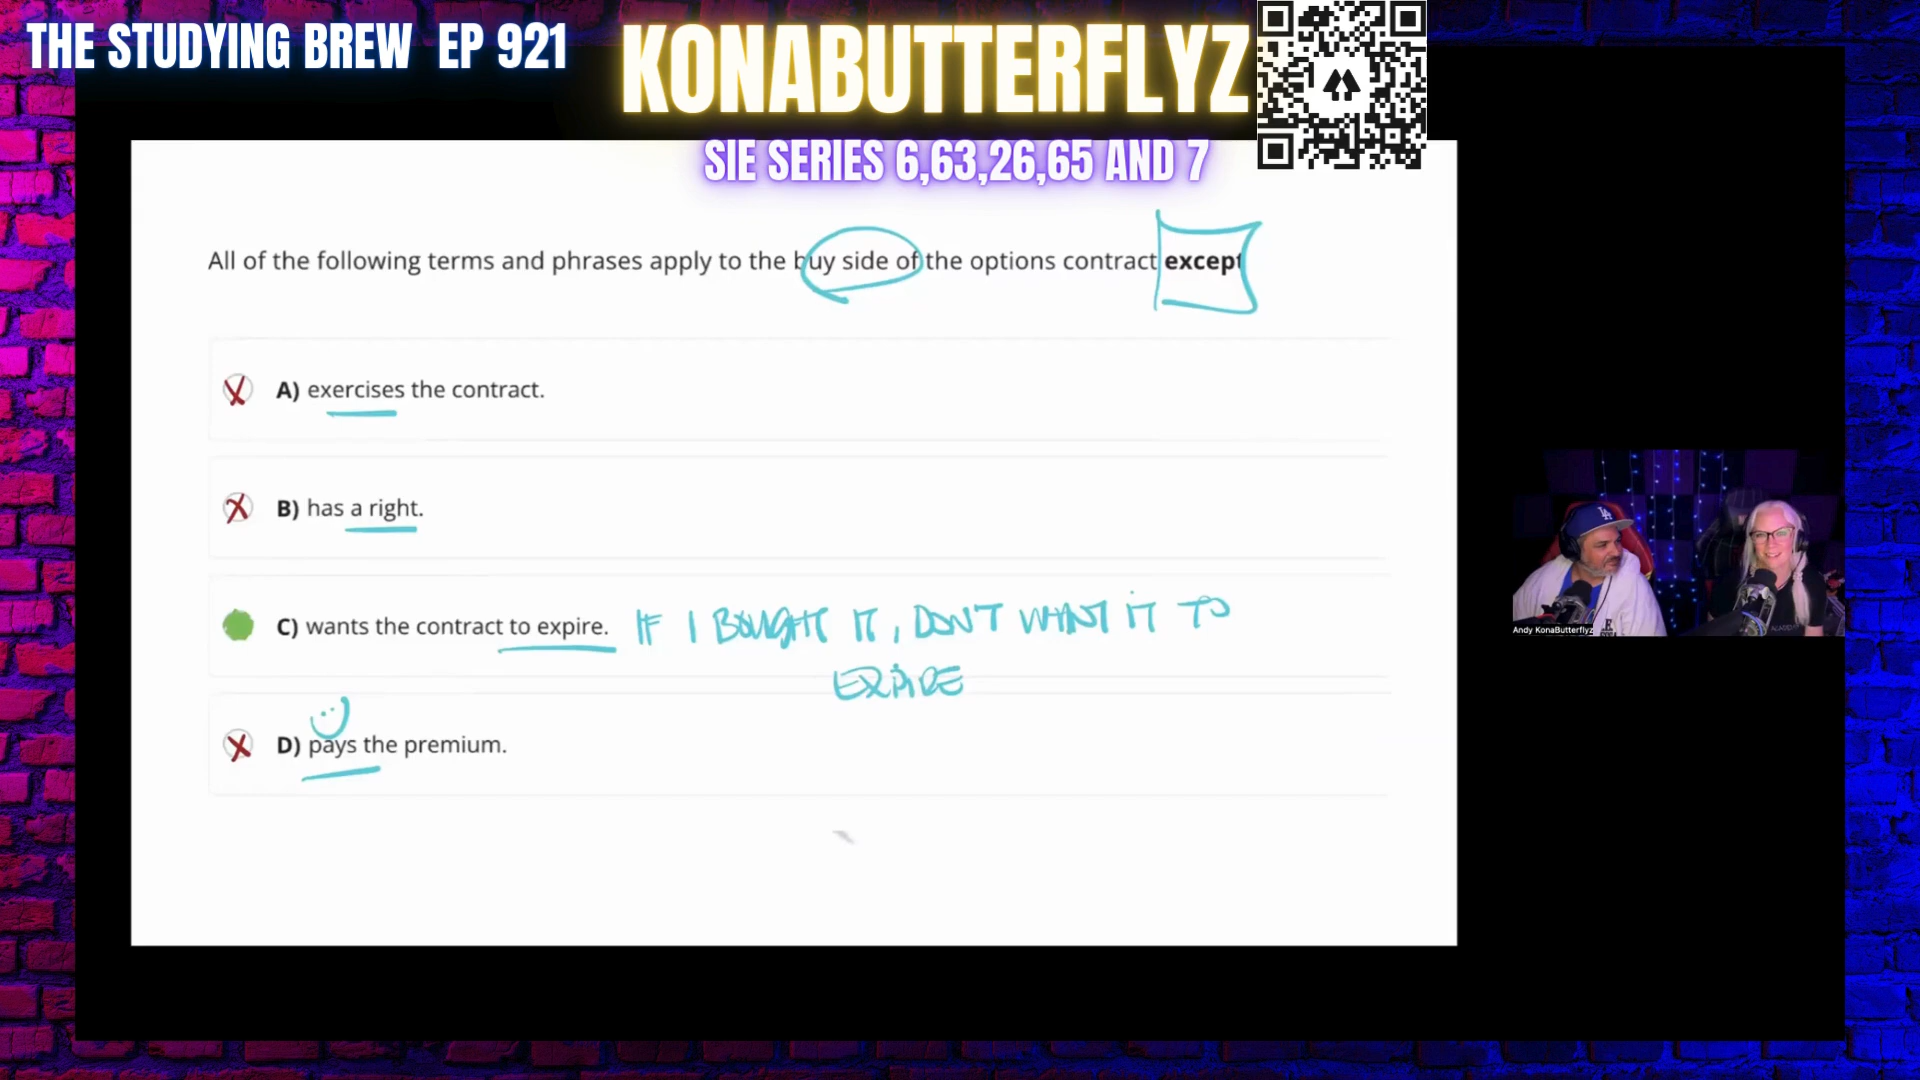 THE STUDYING BREW EP 921
KONABUTTERFLYZ
SIE SERIES 6,63,26,65 AND 7
All of the following terms and phrases apply to the buy side of the options contract except
A) exercises the contract.
B) has a right.
C) wants the contract to expire. IF I BOUGHT IT, DON'T WANT IT TO
EXPIRE
D) pays the premium.
LA
Andy KonaButterflyz